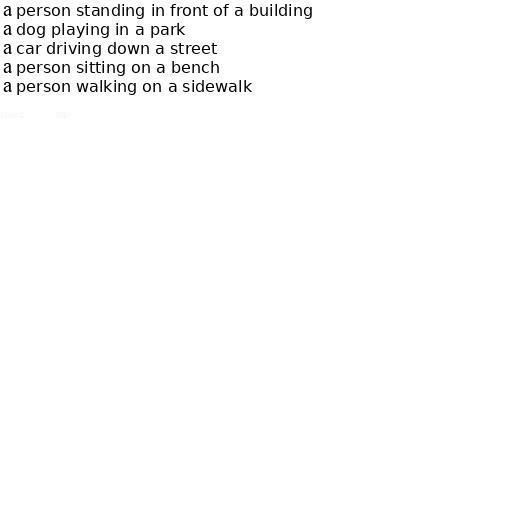 a person standing in front of a building
a dog playing in a park
a car driving down a street
a person sitting on a bench
a person walking on a sidewalk